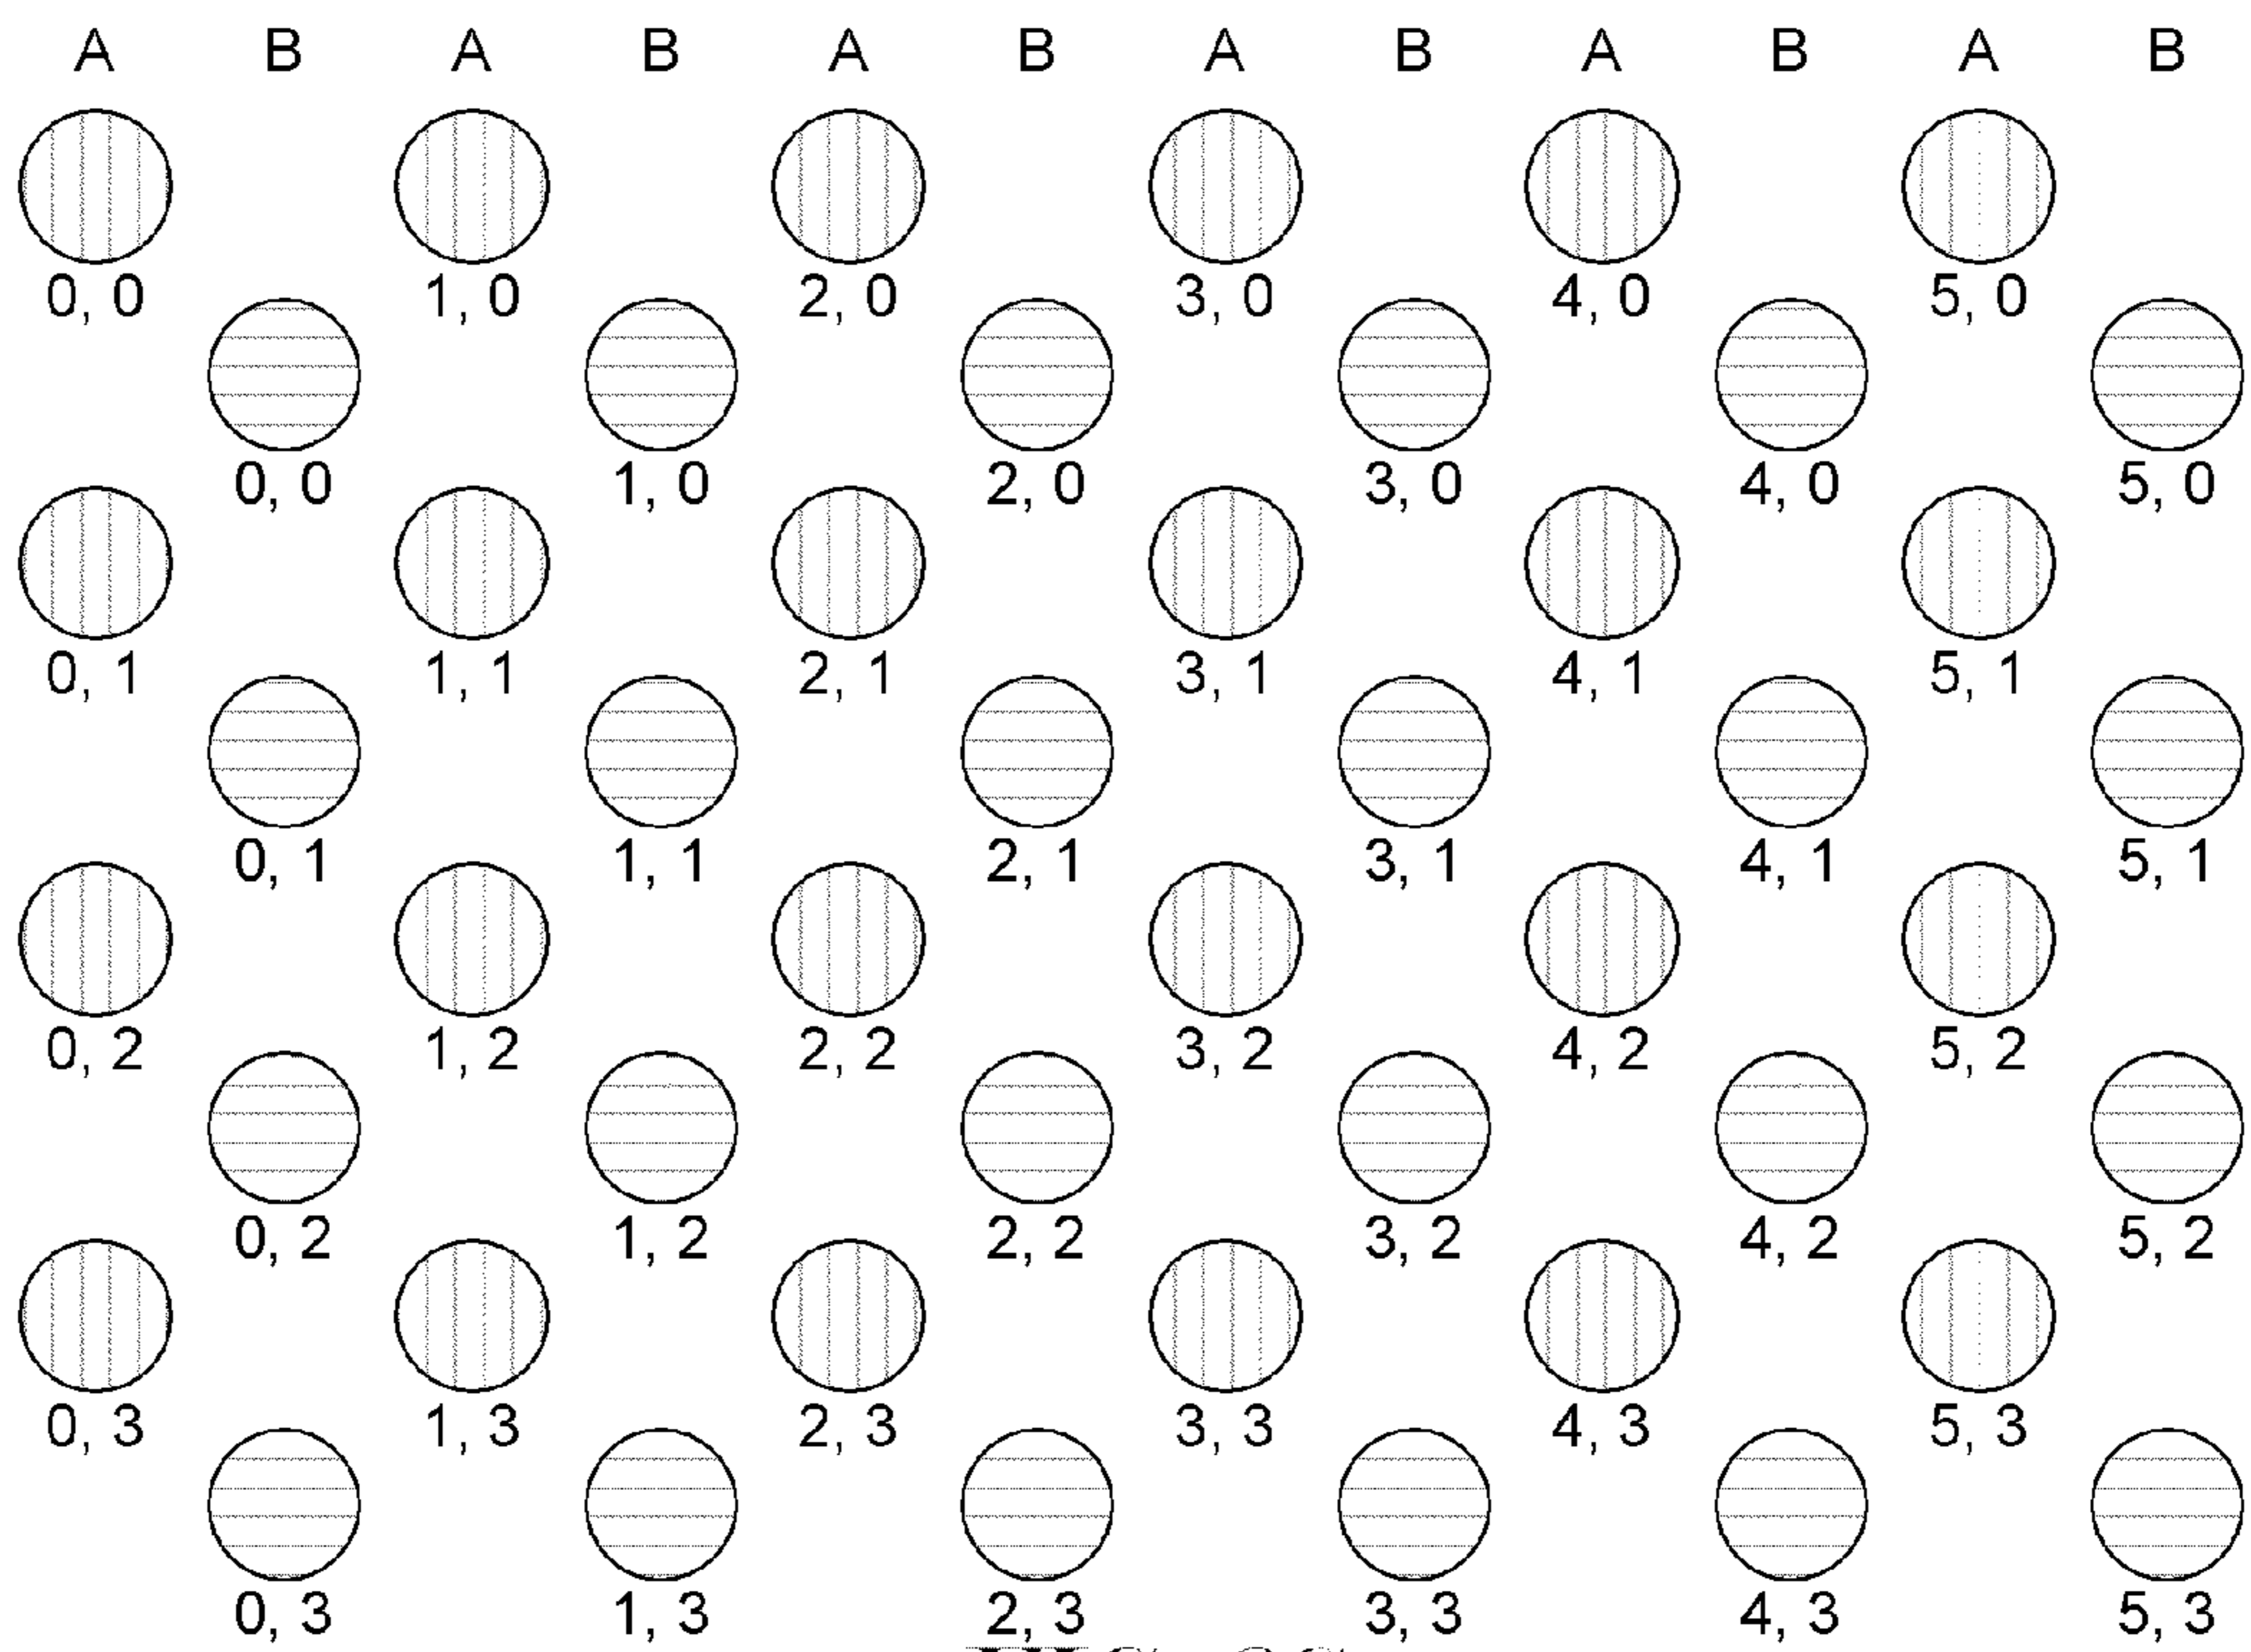 A B A B A B A B A B A B
0, 0 1, 0 2, 0 3, 0 4, 0 5, 0
0, 0 1, 0 2, 0 3, 0 4, 0 5, 0
0, 1 1, 1 2, 1 3, 1 4, 1 5, 1
0, 1 1, 1 2, 1 3, 1 4, 1 5, 1
0, 2 1, 2 2, 2 3, 2 4, 2 5, 2
0, 2 1, 2 2, 2 3, 2 4, 2 5, 2
0, 3 1, 3 2, 3 3, 3 4, 3 5, 3
0, 3 1, 3 2, 3 3, 3 4, 3 5, 3